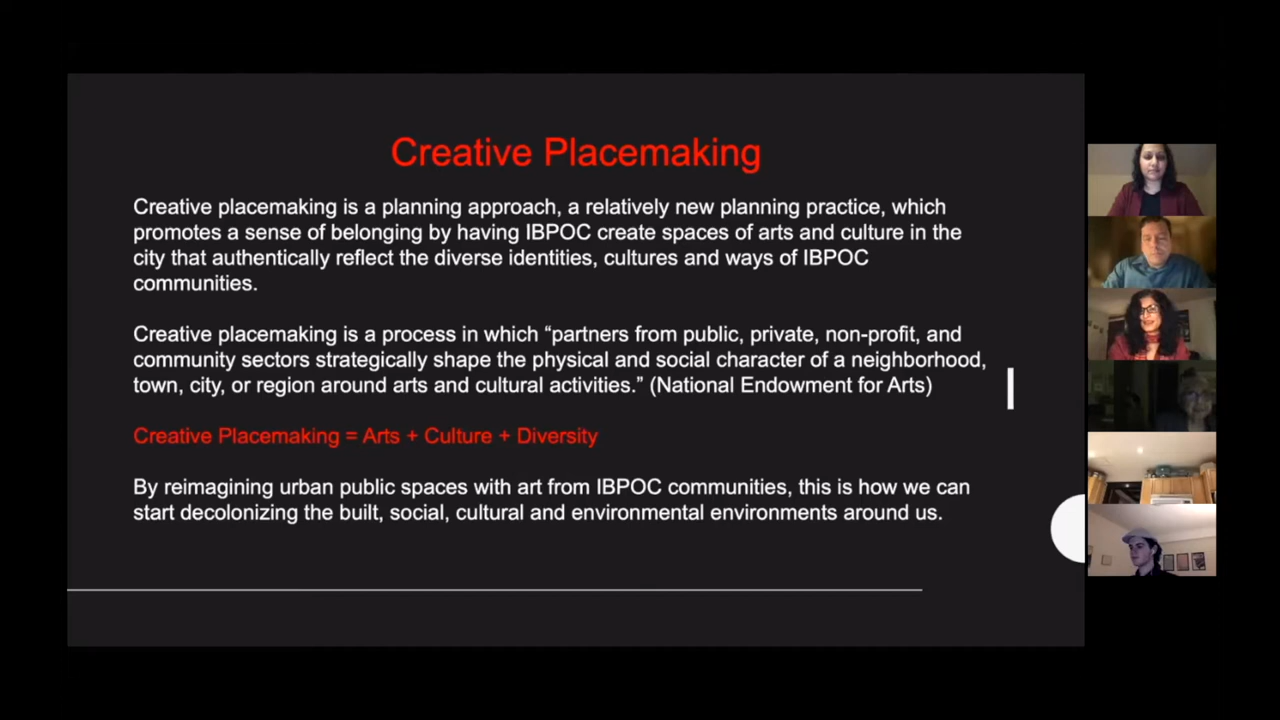 Creative Placemaking
Creative placemaking is a planning approach, a relatively new planning practice, which
promotes a sense of belonging by having IBPOC create spaces of arts and culture in the
city that authentically reflect the diverse identities, cultures and ways of IBPOC
communities.
Creative placemaking is a process in which “partners from public, private, non-profit, and
community sectors strategically shape the physical and social character of a neighborhood,
town, city, or region around arts and cultural activities.” (National Endowment for Arts)
Creative Placemaking = Arts + Culture + Diversity
By reimagining urban public spaces with art from IBPOC communities, this is how we can
start decolonizing the built, social, cultural and environmental environments around us.